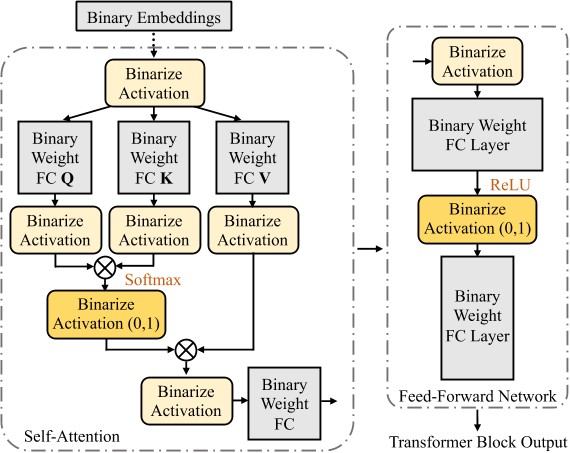 Binary Embeddings
Binarize
Activation
Binary
Weight
FC Q
Binary
Weight
FC K
Binary
Weight
FC V
Binarize
Activation
Binarize
Activation
Binarize
Activation
Softmax
Binarize
Activation (0,1)
Binarize
Activation
Binary
Weight
FC
Self-Attention
Binarize
Activation
Binary Weight
FC Layer
ReLU
Binarize
Activation (0,1)
Binary
Weight
FC Layer
Feed-Forward Network
Transformer Block Output